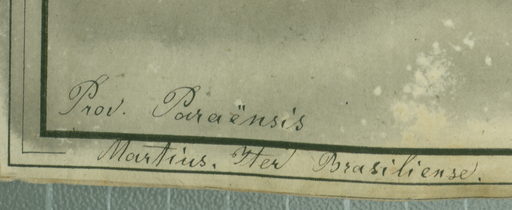 Prov. Paraënsis
Martius. Iter Brasiliense.